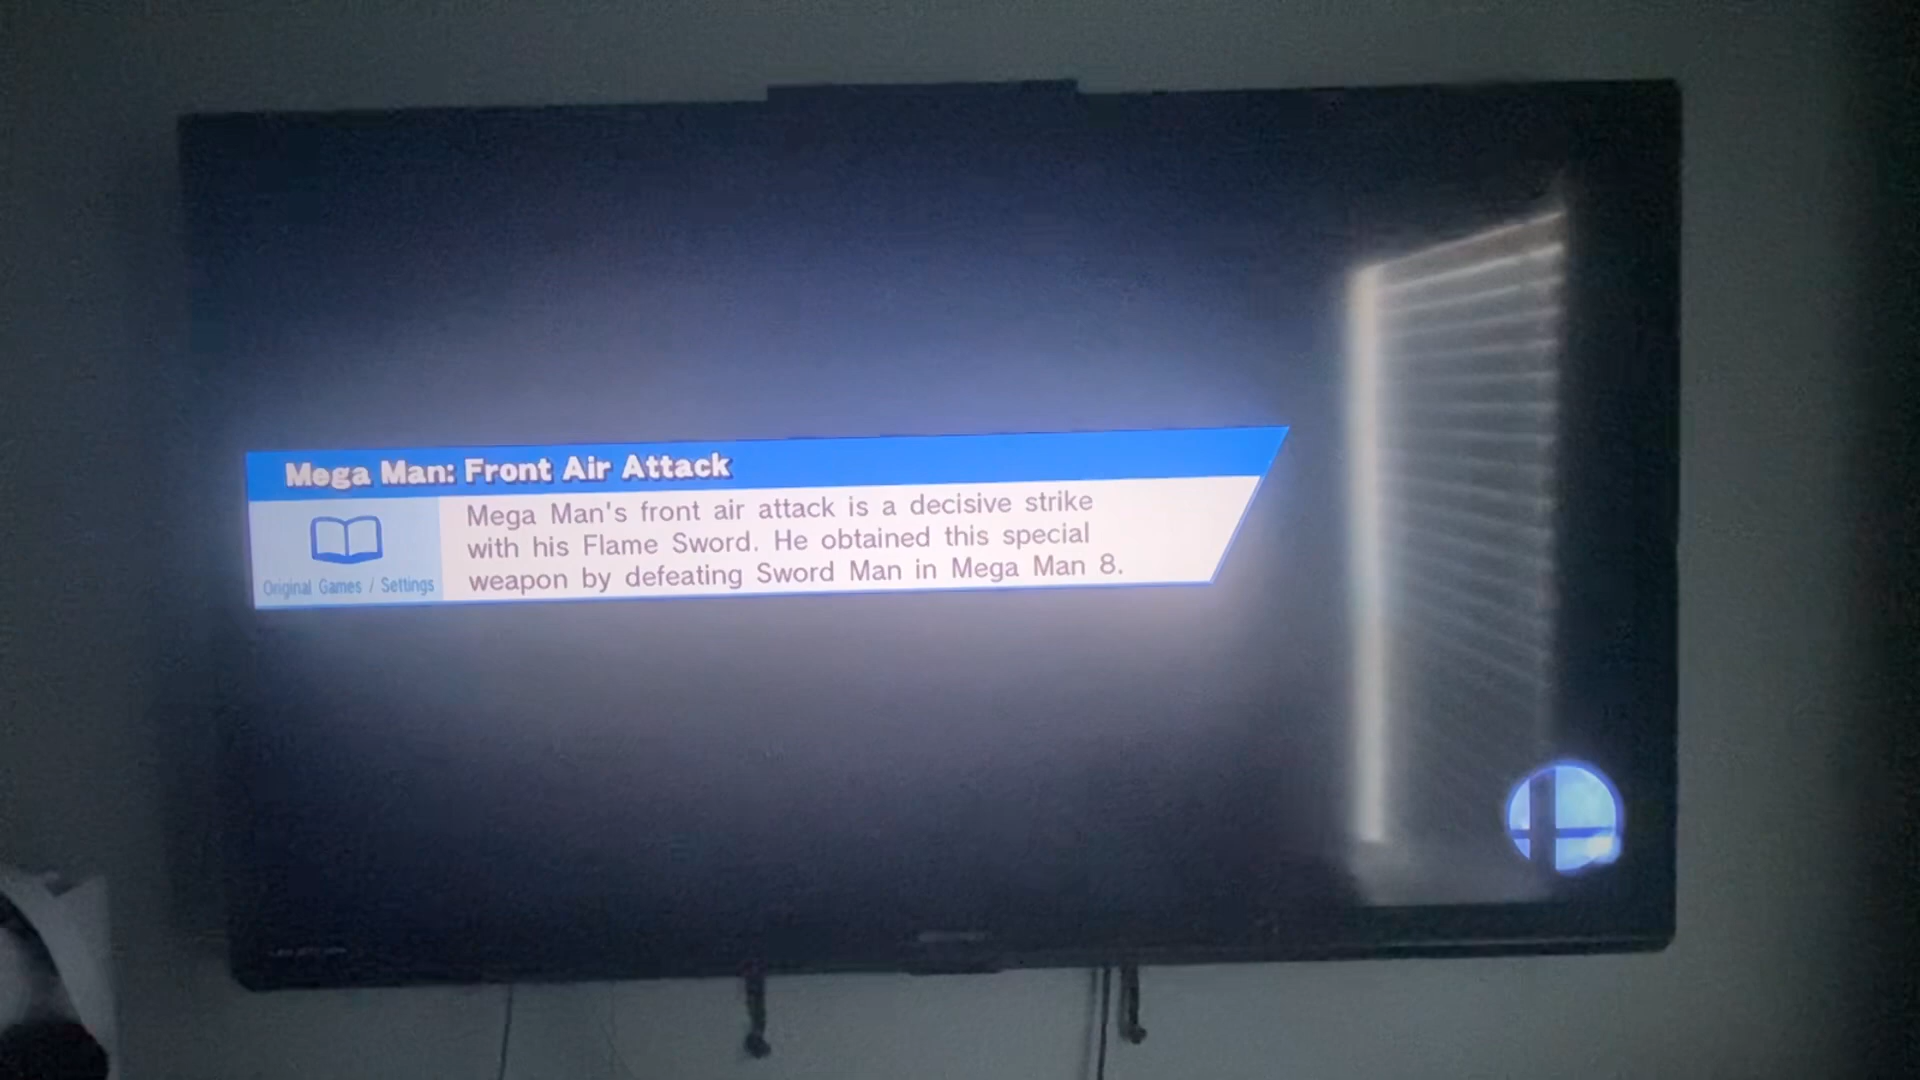 Mega Man: Front Air Attack
Mega Man's front air attack is a decisive strike
with his Flame Sword. He obtained this special
weapon by defeating Sword Man in Mega Man 8.
Original Games / Settings